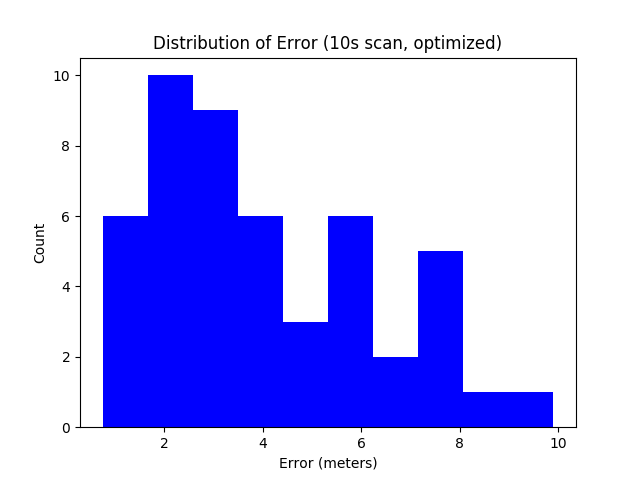 Distribution of Error (10s scan, optimized)
10
8
6
4
2
0
Count
2 4 6 8 10
Error (meters)